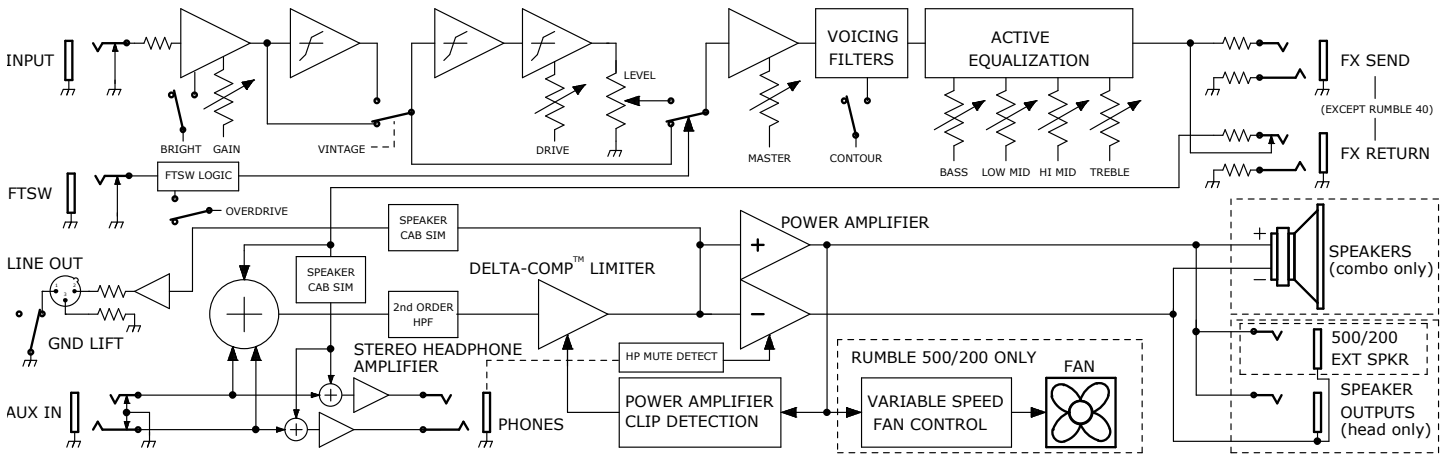 INPUT
BRIGHT
GAIN
VINTAGE
DRIVE
LEVEL
MASTER
VOICING
FILTERS
CONTOUR
ACTIVE
EQUALIZATION
BASS
LOW MID
HI MID
TREBLE
FX SEND
(EXCEPT RUMBLE 40)
FX RETURN
FTSW
FTSW LOGIC
OVERDRIVE
SPEAKER
CAB SIM
POWER AMPLIFIER
+
−
LINE OUT
GND LIFT
SPEAKER
CAB SIM
DELTA-COMP™ LIMITER
2nd ORDER
HPF
+
−
SPEAKERS
(combo only)
STEREO HEADPHONE
AMPLIFIER
HP MUTE DETECT
RUMBLE 500/200 ONLY
FAN
500/200
EXT SPKR
AUX IN
PHONES
POWER AMPLIFIER
CLIP DETECTION
VARIABLE SPEED
FAN CONTROL
SPEAKER
OUTPUTS
(head only)